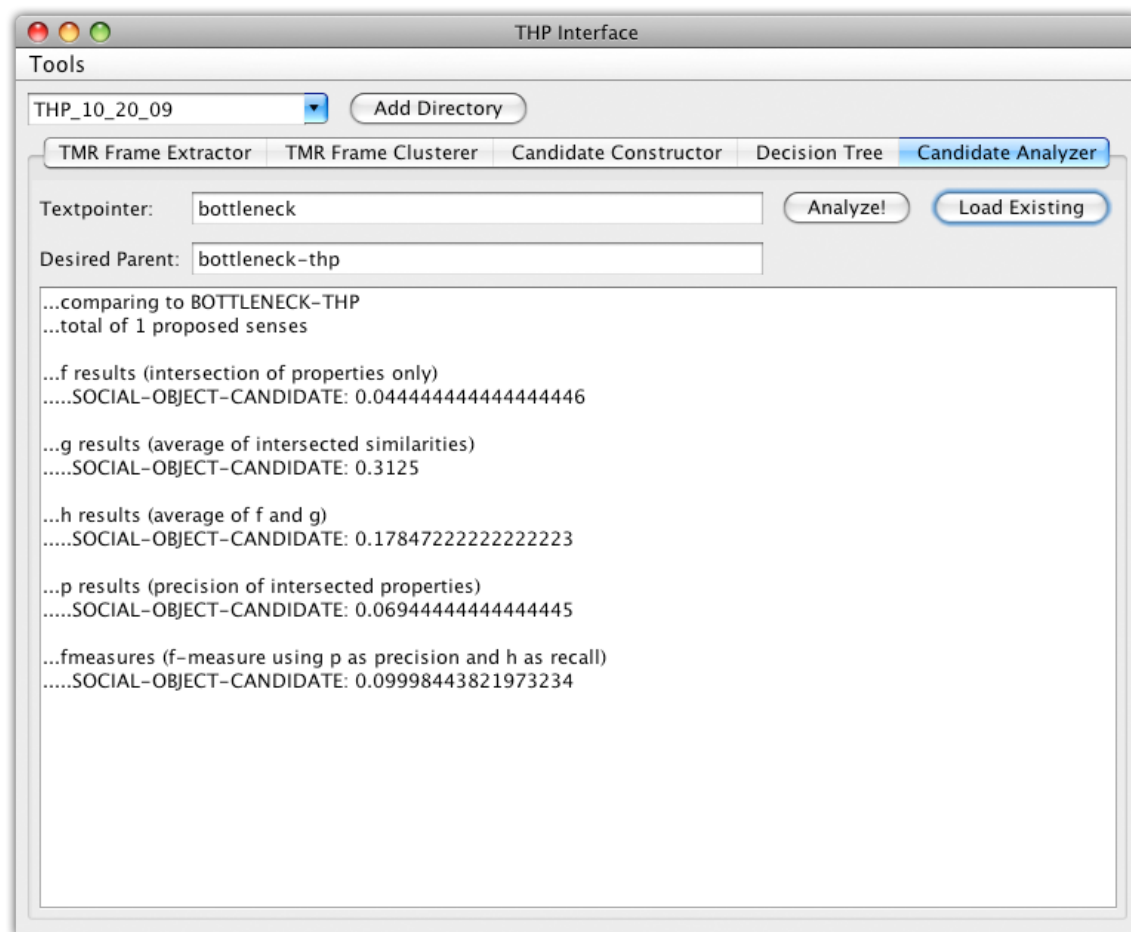 THP Interface
Tools
THP_10_20_09
Add Directory
TMR Frame Extractor
TMR Frame Clusterer
Candidate Constructor
Decision Tree
Candidate Analyzer
Textpointer:
bottleneck
Analyze!
Load Existing
Desired Parent:
bottleneck-thp
...comparing to BOTTLENECK-THP
...total of 1 proposed senses
...f results (intersection of properties only)
.....SOCIAL-OBJECT-CANDIDATE: 0.044444444444444446
...g results (average of intersected similarities)
.....SOCIAL-OBJECT-CANDIDATE: 0.3125
...h results (average of f and g)
.....SOCIAL-OBJECT-CANDIDATE: 0.17847222222222223
...p results (precision of intersected properties)
.....SOCIAL-OBJECT-CANDIDATE: 0.06944444444444445
...fmeasures (f-measure using p as precision and h as recall)
.....SOCIAL-OBJECT-CANDIDATE: 0.09998443821973234